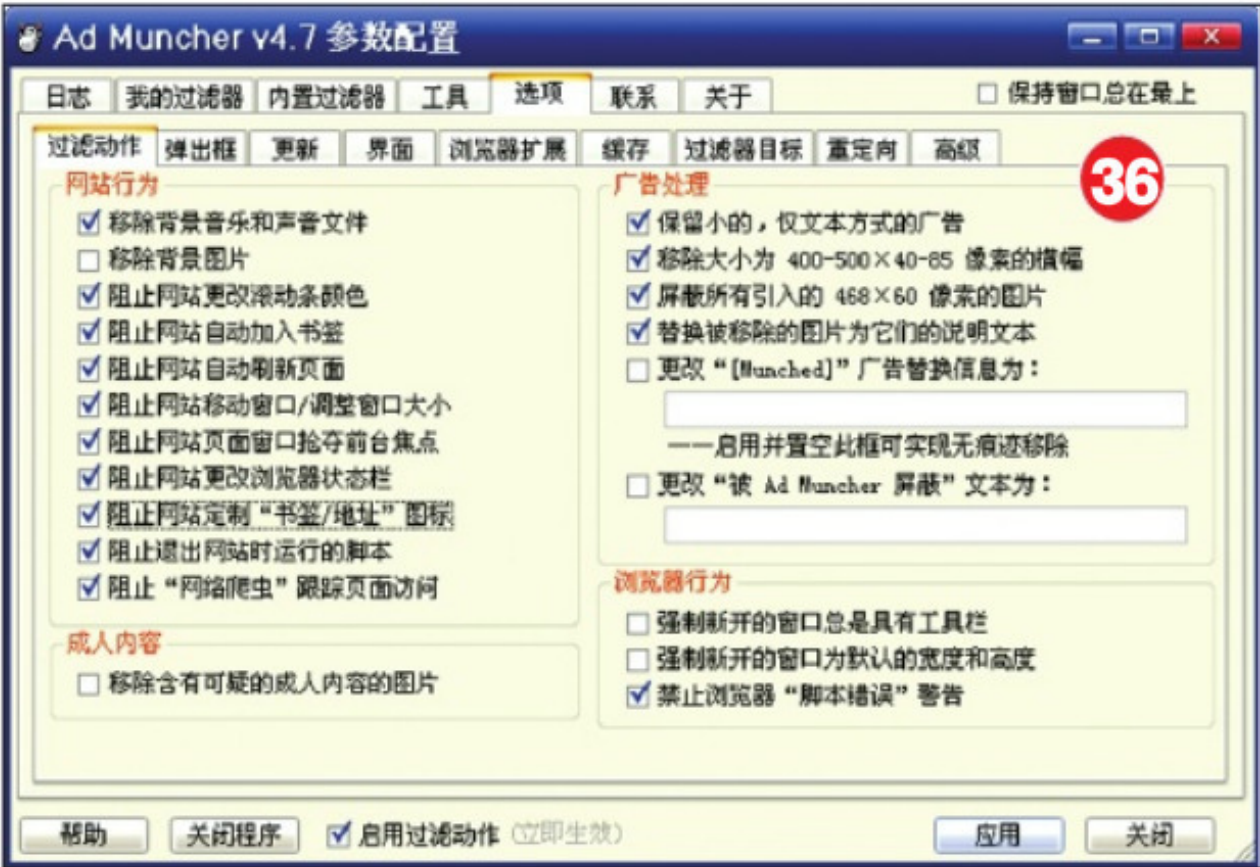 Ad Muncher v4.7 参数配置
日志 我的过滤器 内置过滤器 工具 选项 联系 关于 保持窗口总在最上
过滤动作 弹出框 更新 界面 浏览器扩展 缓存 过滤器目标 重定向 高级
36
网站行为
移除背景音乐和声音文件
移除背景图片
阻止网站更改滚动条颜色
阻止网站自动加入书签
阻止网站自动刷新页面
阻止网站移动窗口/调整窗口大小
阻止网站页面窗口抢夺前台焦点
阻止网站更改浏览器状态栏
阻止网站定制“书签/地址”图标
阻止退出网站时运行的脚本
阻止“网络爬虫”跟踪页面访问
成人内容
移除含有可疑的成人内容的图片
广告处理
保留小的，仅文本方式的广告
移除大小为 400-500×40-85 像素的横幅
屏蔽所有引入的 468×60 像素的图片
替换被移除的图片为它们的说明文本
更改“[Munched]”广告替换信息为：
——启用并置空此框可实现无痕迹移除
更改“被 Ad Muncher 屏蔽”文本为：
浏览器行为
强制新开的窗口总是具有工具栏
强制新开的窗口为默认的宽度和高度
禁止浏览器“脚本错误”警告
帮助 关闭程序 启用过滤动作 (立即生效) 应用 关闭